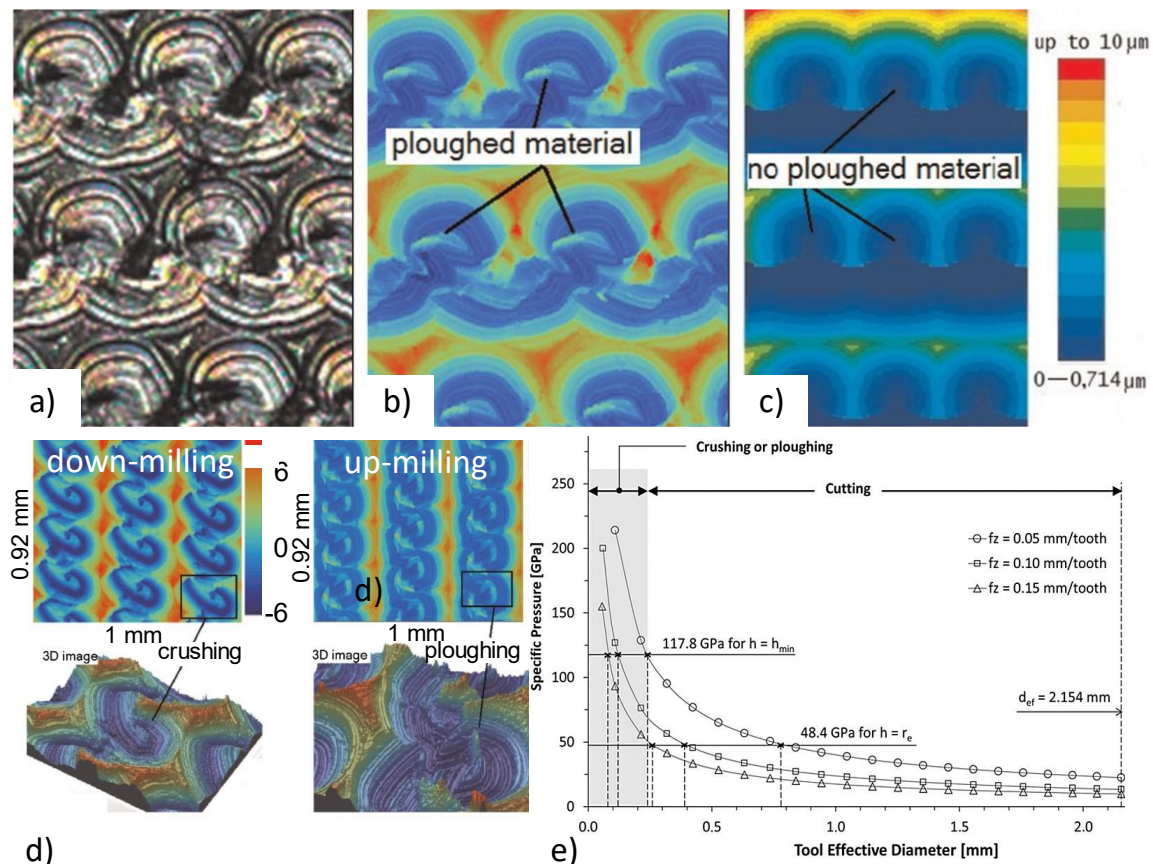 ploughed material
no ploughed material
up to 10 µm
0—0,714 µm
a)
b)
c)
down-milling
up-milling
6
0
-6
0.92 mm
0.92 mm
d)
1 mm
crushing
1 mm
ploughing
3D image
3D image
d)
Crushing or ploughing
Cutting
250
200
150
100
50
0
Specific Pressure [GPa]
fz = 0.05 mm/tooth
fz = 0.10 mm/tooth
fz = 0.15 mm/tooth
117.8 GPa for h = hmin
def = 2.154 mm
48.4 GPa for h = re
0.0 0.5 1.0 1.5 2.0
Tool Effective Diameter [mm]
e)